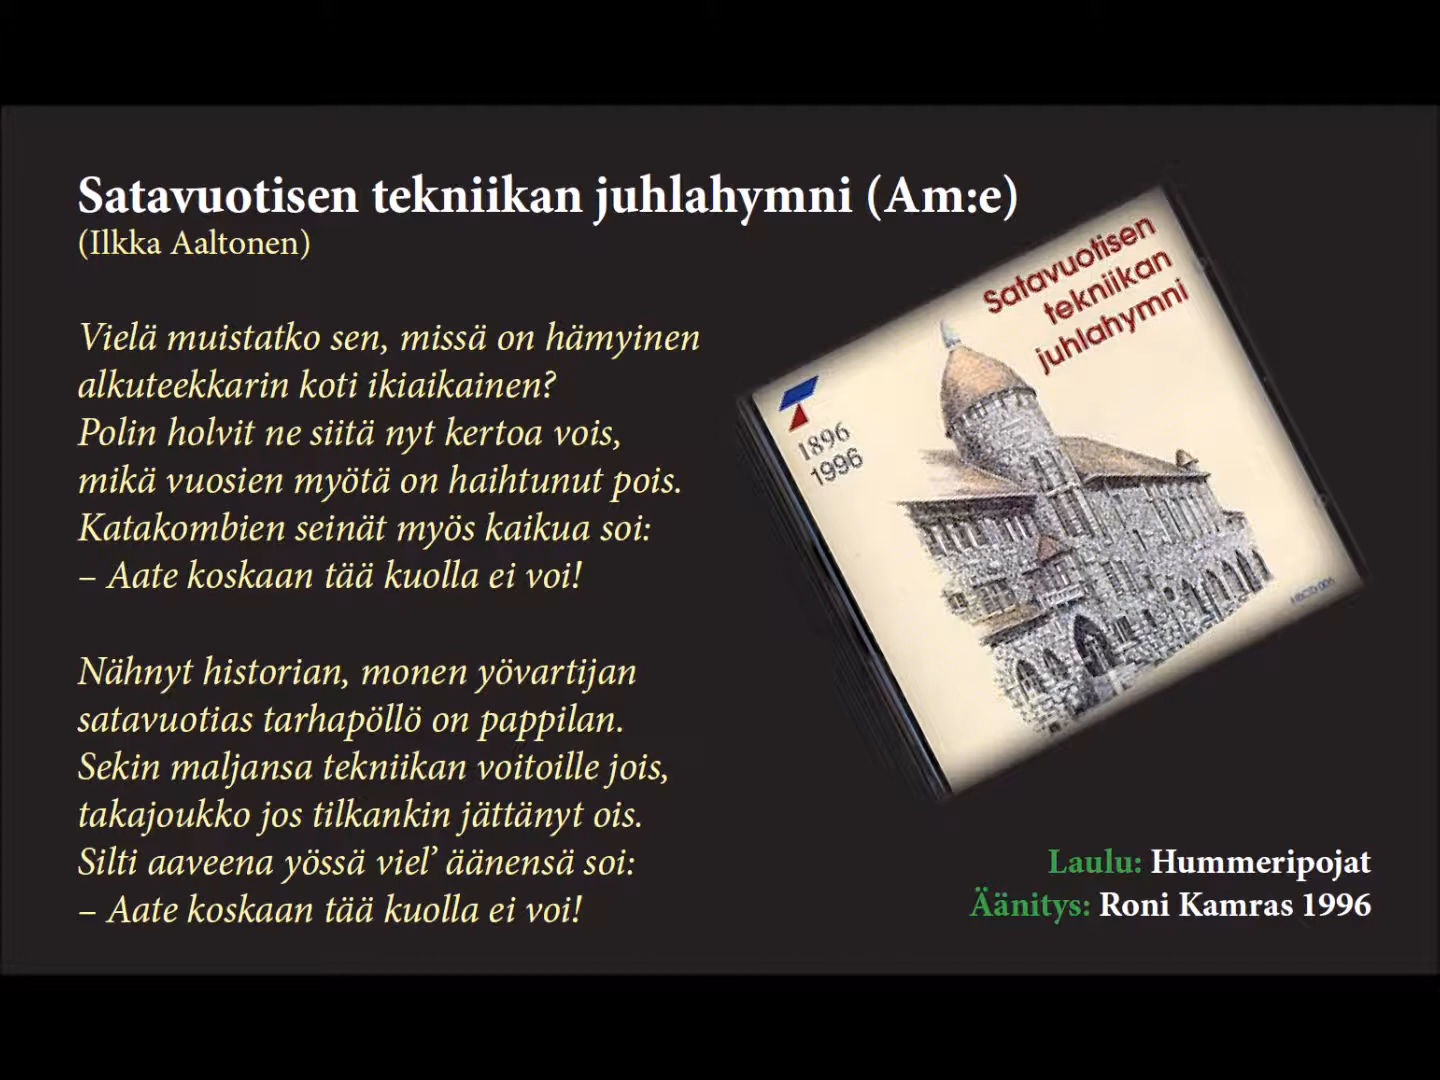 Satavuotisen tekniikan juhlahymni (Am:e)
(Ilkka Aaltonen)
Vielä muistatko sen, missä on hämyinen
alkuteekkarin koti ikiaikainen?
Polin holvit ne siitä nyt kertoa vois,
mikä vuosien myötä on haihtunut pois.
Katakombien seinät myös kaikua soi:
– Aate koskaan tää kuolla ei voi!
Nähnyt historian, monen yövartijan
satavuotias tarhapöllö on pappilan.
Sekin maljansa tekniikan voitoille jois,
takajoukko jos tilkankin jättänyt ois.
Silti aaveena yössä viel’ äänensä soi:
– Aate koskaan tää kuolla ei voi!
Satavuotisen
tekniikan
juhlahymni
1896
1996
Laulu: Hummeripojat
Äänitys: Roni Kamras 1996